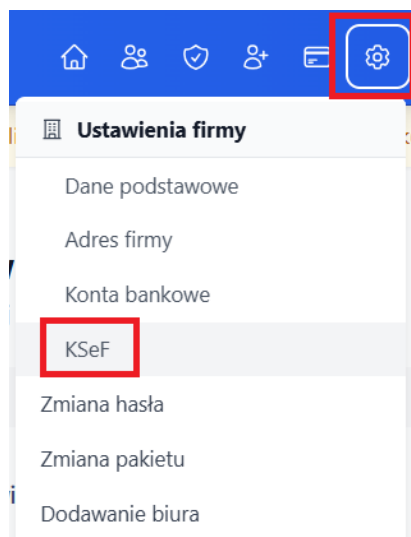 Ustawienia firmy
Dane podstawowe
Adres firmy
Konta bankowe
KSeF
Zmiana hasła
Zmiana pakietu
Dodawanie biura